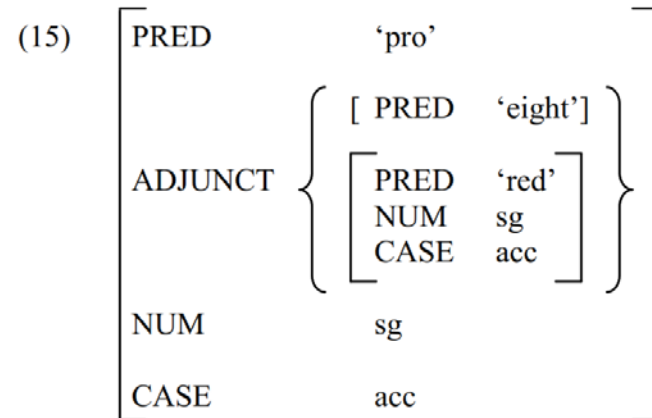 (15) PRED ‘pro’
[ PRED ‘eight’]
ADJUNCT PRED ‘red’
NUM sg
CASE acc
NUM sg
CASE acc